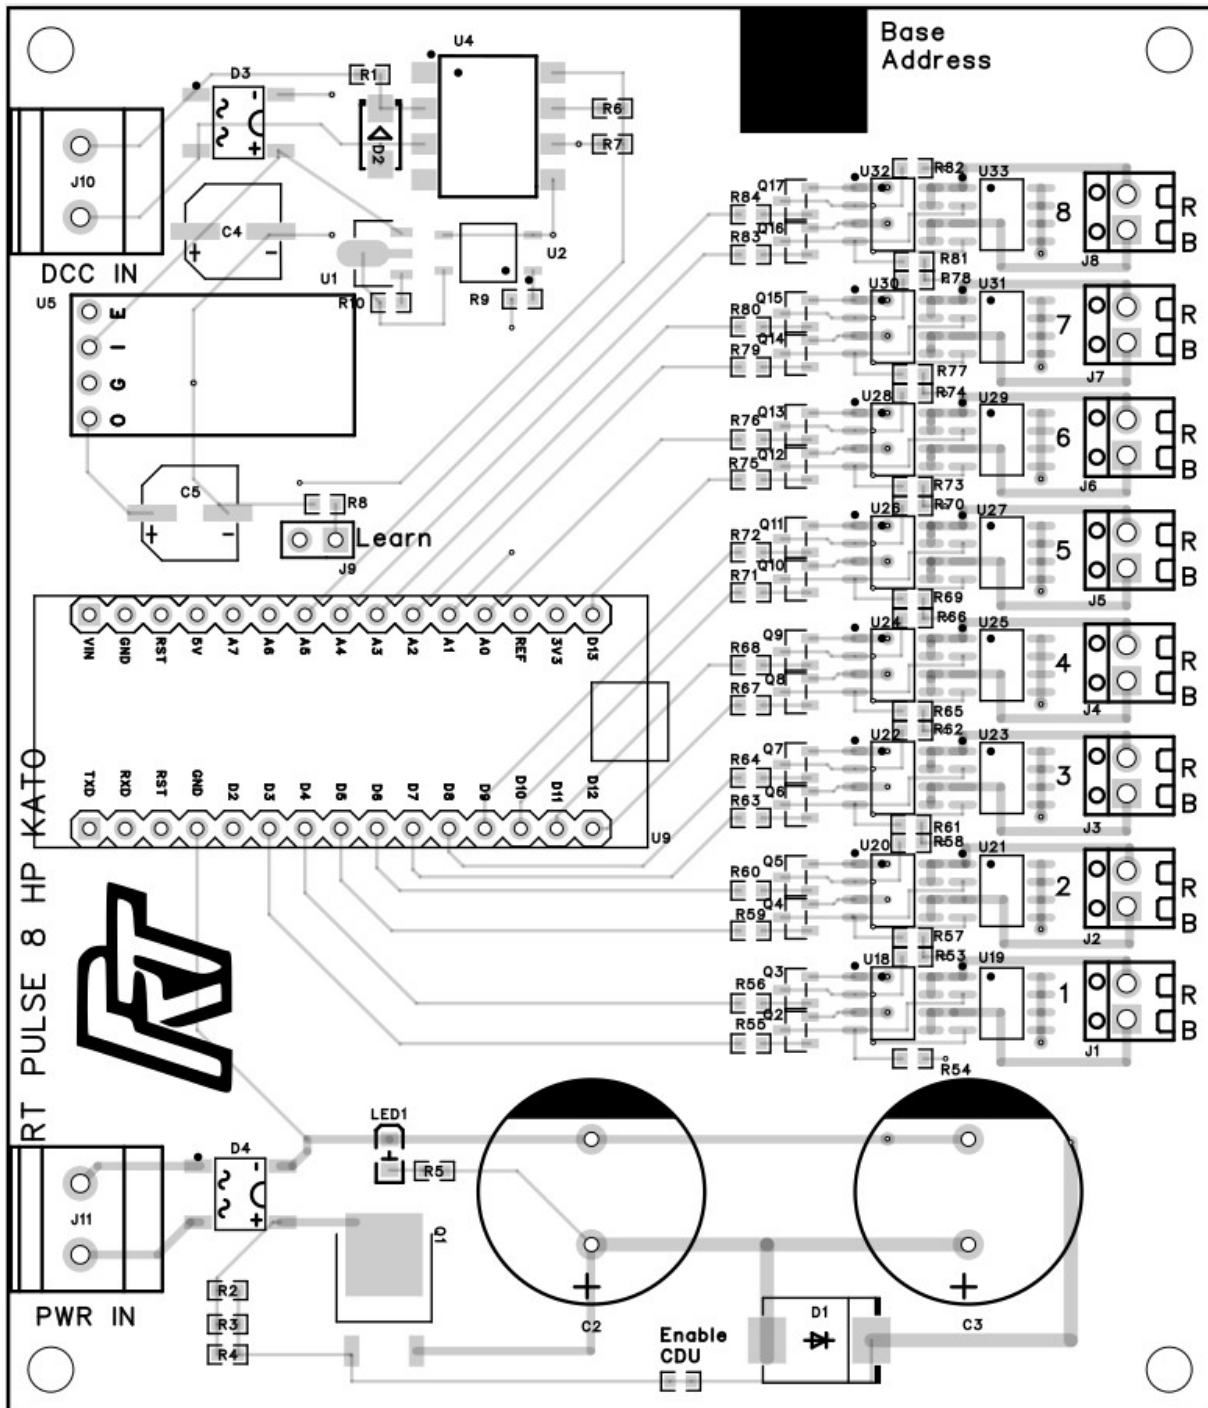 Base
Address
U4
D3
R1
D2
R6
R7
J10
C4
U1
U2
R10
R9
DCC IN
U5
E
I
G
O
C5
R8
J9
Learn
VIN
GND
RST
5V
A7
A6
A5
A4
A3
A2
A1
A0
REF
3V3
D13
TXD
RXD
RST
GND
D2
D3
D4
D5
D6
D7
D8
D9
D10
D11
D12
U9
RT PULSE 8 HP KATO
Q17
R84
Q16
R83
U32
R82
U33
8
R
B
J8
R81
R78
Q15
R80
Q14
R79
U30
U31
7
R
B
J7
R77
R74
Q13
R76
Q12
R75
U28
U29
6
R
B
J6
R73
R70
Q11
R72
Q10
R71
U26
U27
5
R
B
J5
R69
R66
Q9
R68
Q8
R67
U24
U25
4
R
B
J4
R65
R62
Q7
R64
Q6
R63
U22
U23
3
R
B
J3
R61
R58
Q5
R60
Q4
R59
U20
U21
2
R
B
J2
R57
R53
Q3
R56
Q2
R55
U18
U19
1
R
B
J1
R54
LED1
R5
D4
J11
Q1
PWR IN
R2
R3
R4
C2
Enable
CDU
D1
C3